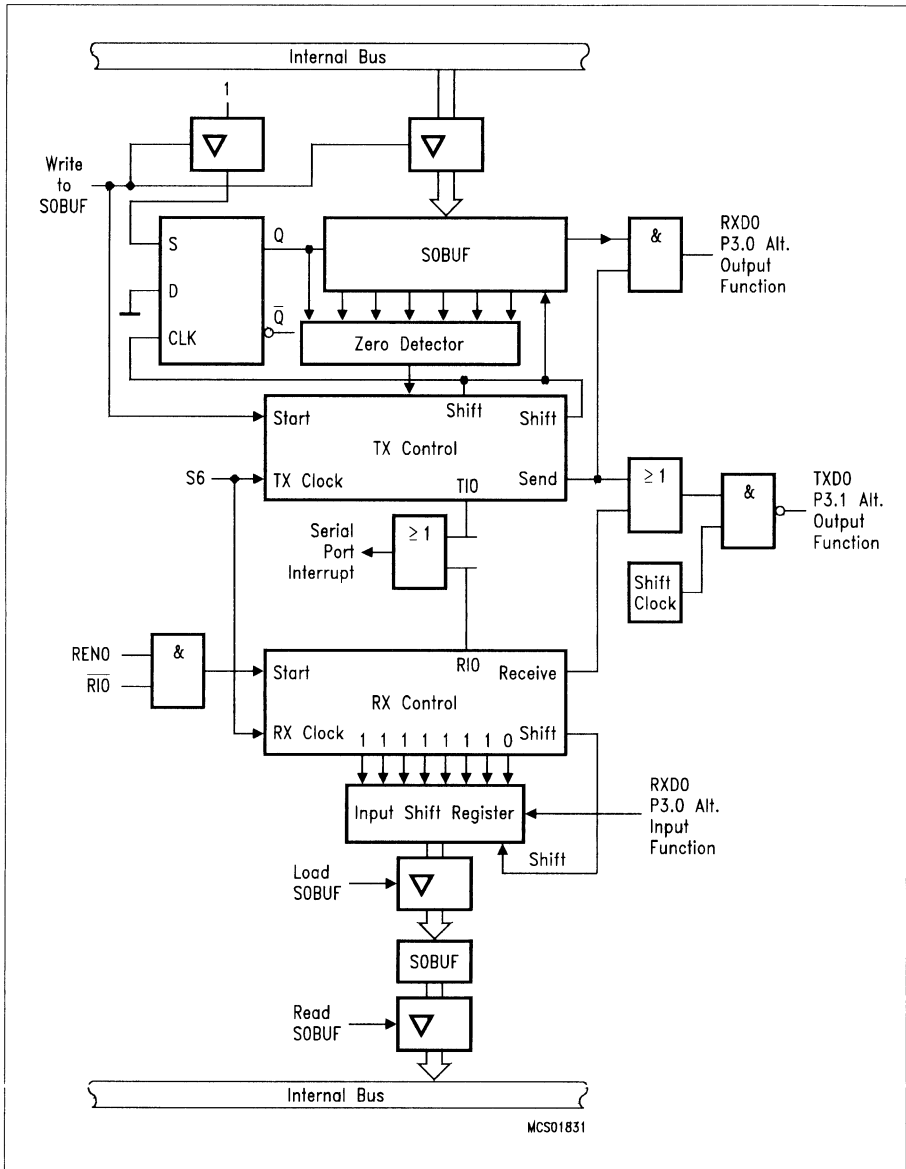 Internal Bus
1
Write
to
S0BUF
S
D
CLK
Q
Q̅
S0BUF
&
RXD0
P3.0 Alt.
Output
Function
Zero Detector
Start
Shift
Shift
TX Control
S6
TX Clock
TI0
Send
≥1
&
TXD0
P3.1 Alt.
Output
Function
Serial
Port
Interrupt
≥1
Shift
Clock
REN0
R̅I̅0̅
&
Start
RI0
Receive
RX Control
RX Clock
Shift
1 1 1 1 1 1 1 0
Input Shift Register
RXD0
P3.0 Alt.
Input
Function
Shift
Load
S0BUF
S0BUF
Read
S0BUF
Internal Bus
MCS01831